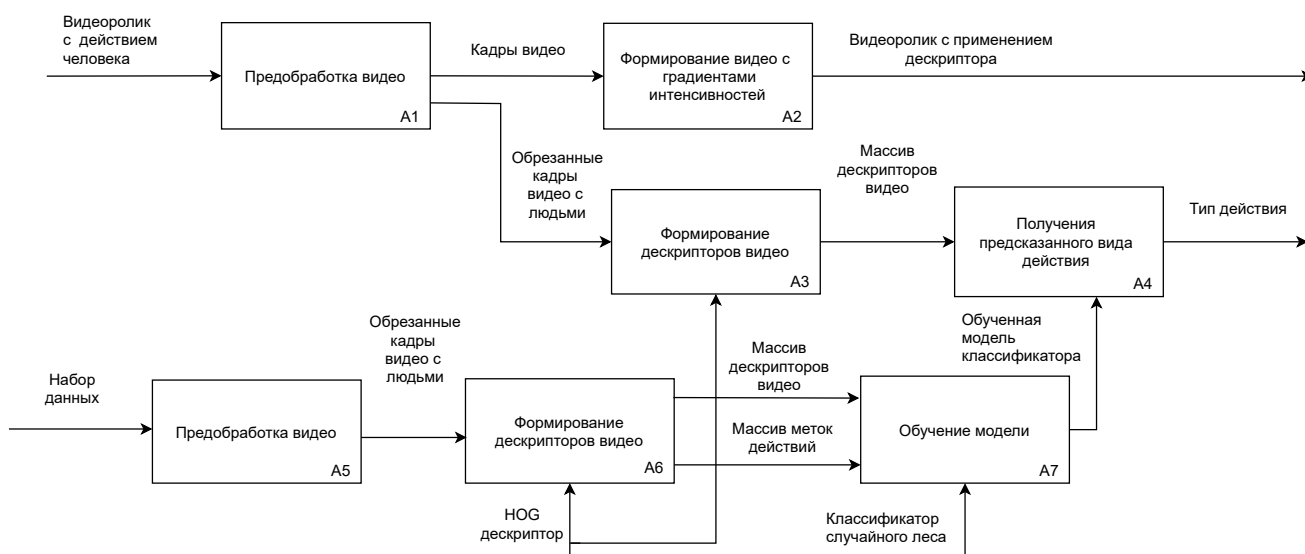 Видеоролик
с действием
человека
Предобработка видео
A1
Кадры видео
Формирование видео с
градиентами
интенсивностей
A2
Видеоролик с применением
дескриптора
Обрезанные
кадры
видео с
людьми
Формирование
дескрипторов видео
A3
Массив
дескрипторов
видео
Получения
предсказанного вида
действия
A4
Тип действия
Набор
данных
Предобработка видео
A5
Обрезанные
кадры
видео с
людьми
Формирование
дескрипторов видео
A6
Массив
дескрипторов
видео
Массив меток
действий
Обучение модели
A7
Обученная
модель
классификатора
HOG
дескриптор
Классификатор
случайного леса